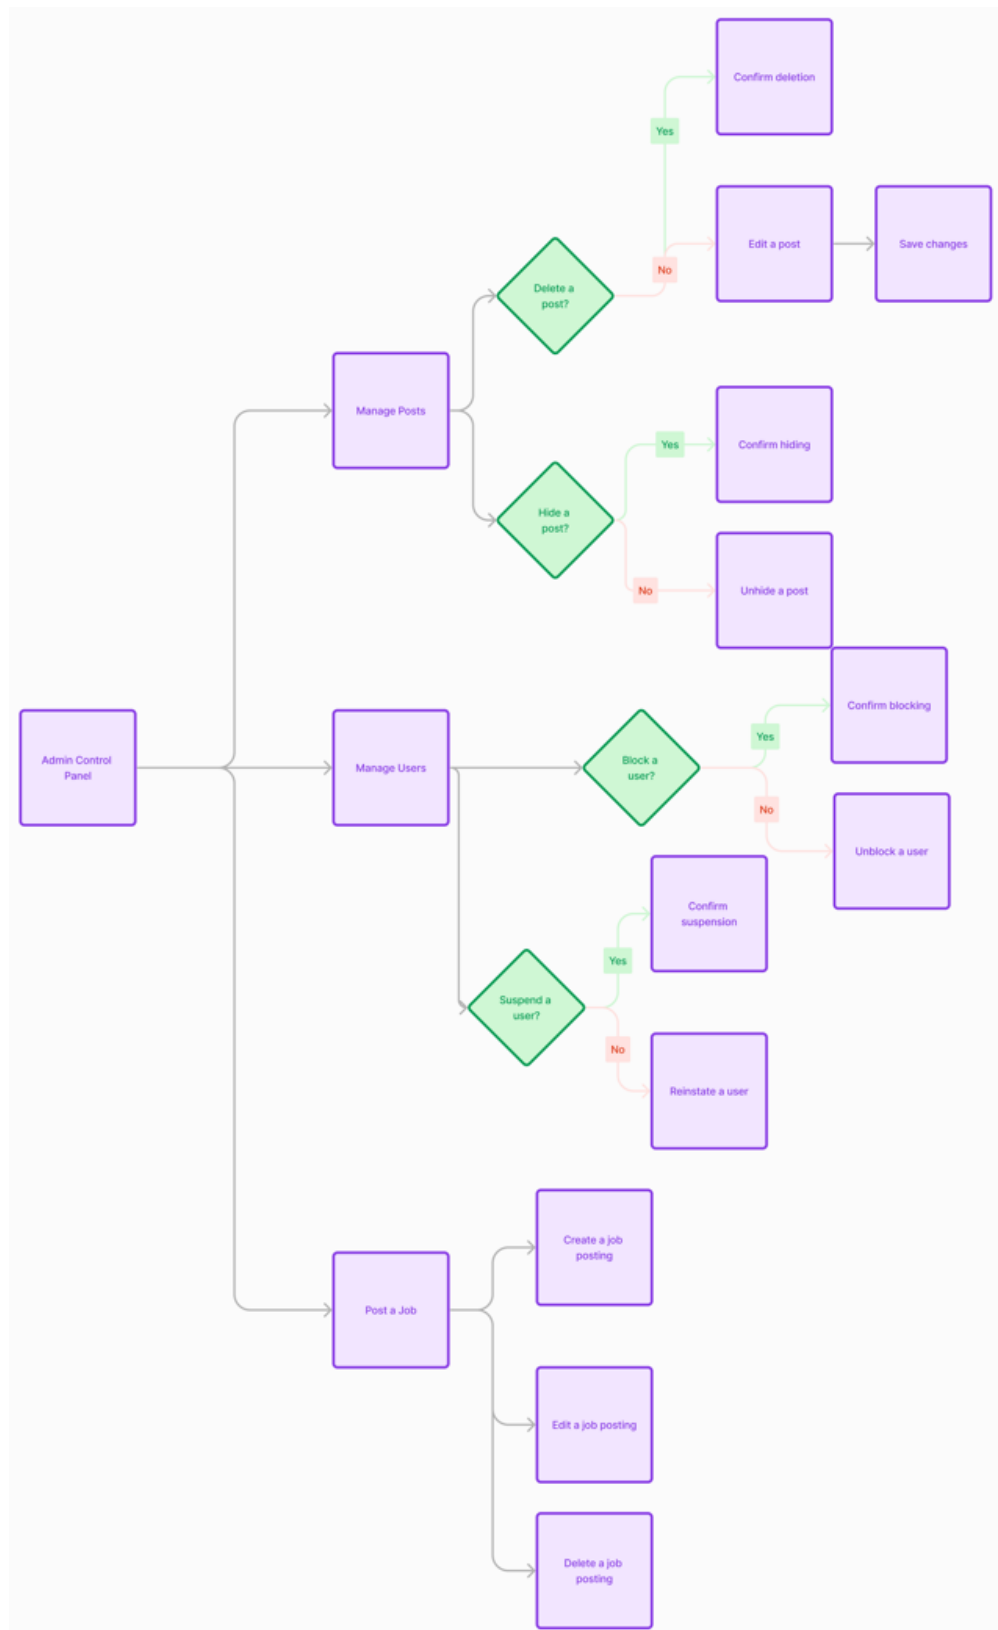 Confirm deletion
Yes
Edit a post
Save changes
No
Delete a
post?
Manage Posts
Yes
Confirm hiding
Hide a
post?
No
Unhide a post
Confirm blocking
Yes
Admin Control
Panel
Manage Users
Block a
user?
No
Unblock a user
Confirm
suspension
Yes
Suspend a
user?
No
Reinstate a user
Create a job
posting
Post a Job
Edit a job posting
Delete a job
posting